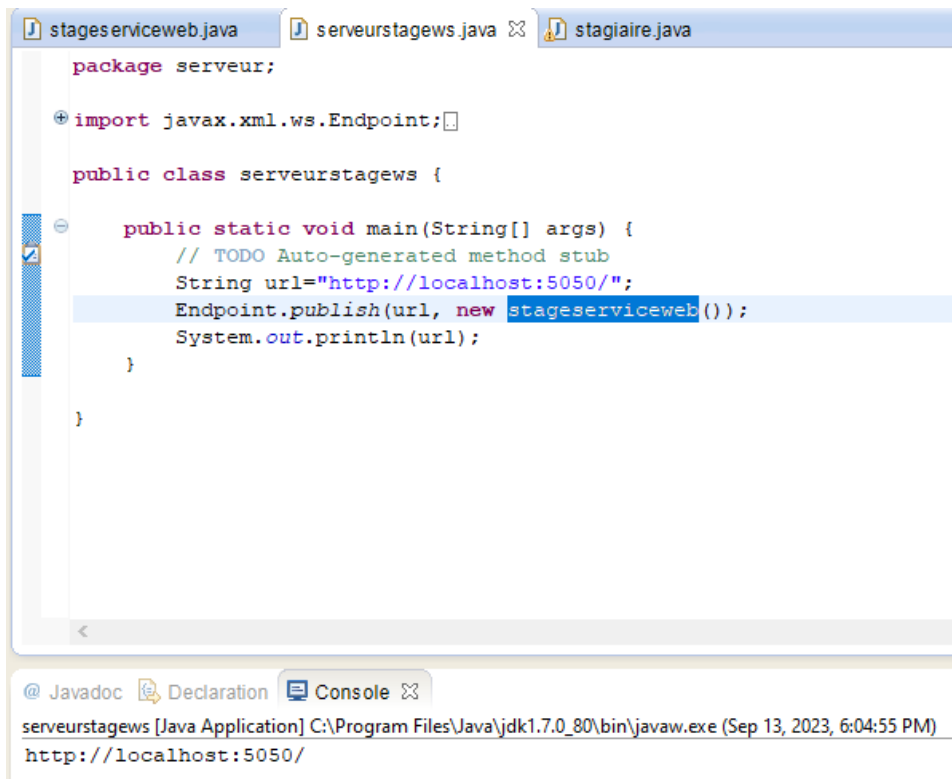 stageserviceweb.java serveurstagews.java stagiaire.java
package serveur;
import javax.xml.ws.Endpoint;
public class serveurstagews {
public static void main(String[] args) {
// TODO Auto-generated method stub
String url="http://localhost:5050/";
Endpoint.publish(url, new stageserviceweb());
System.out.println(url);
}
}
@ Javadoc Declaration Console
serveurstagews [Java Application] C:\Program Files\Java\jdk1.7.0_80\bin\javaw.exe (Sep 13, 2023, 6:04:55 PM)
http://localhost:5050/